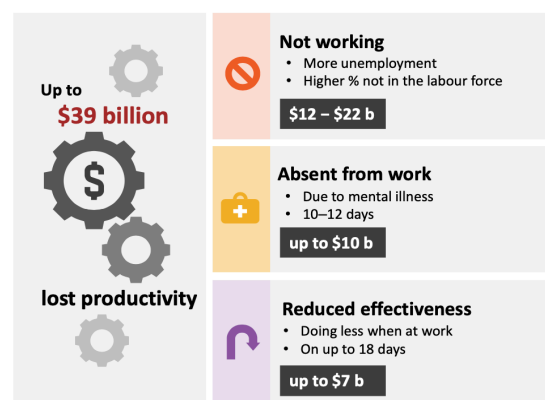 Up to
$39 billion
$
lost productivity
Not working
• More unemployment
• Higher % not in the labour force
$12 – $22 b
Absent from work
• Due to mental illness
• 10–12 days
up to $10 b
Reduced effectiveness
• Doing less when at work
• On up to 18 days
up to $7 b